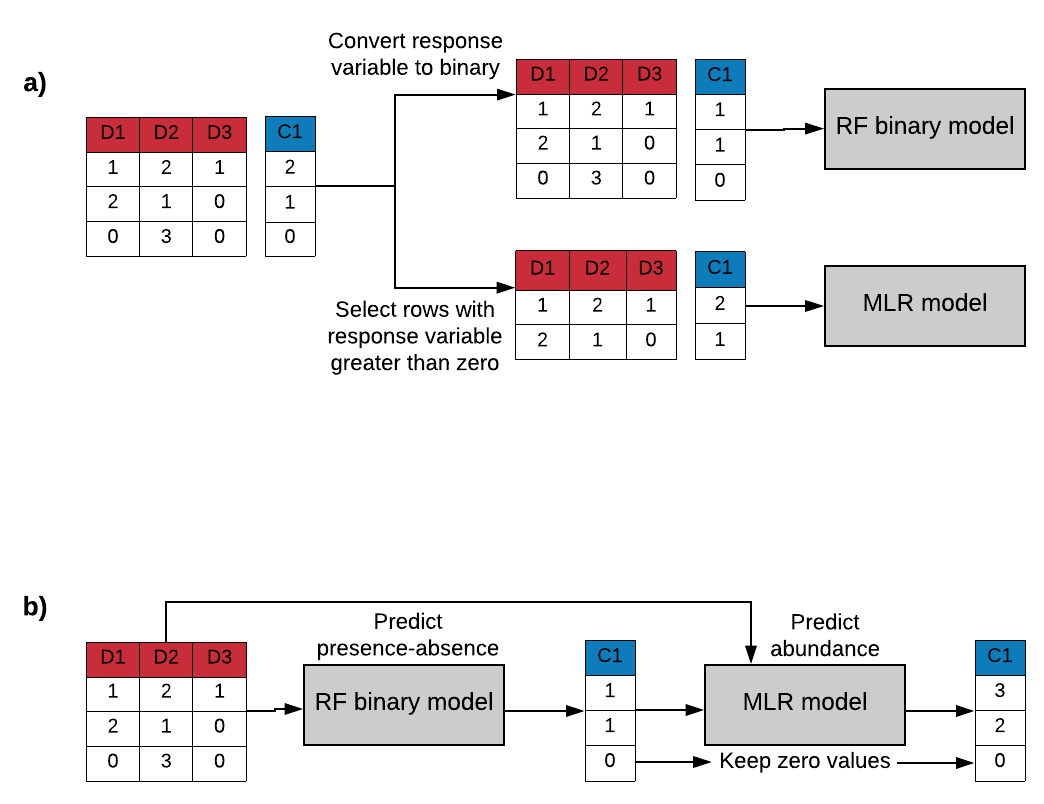 a)
Convert response
variable to binary
D1 D2 D3 C1
1 2 1 2
2 1 0 1
0 3 0 0
D1 D2 D3 C1
1 2 1 1
2 1 0 1
0 3 0 0
RF binary model
Select rows with
response variable
greater than zero
D1 D2 D3 C1
1 2 1 2
2 1 0 1
MLR model
b)
D1 D2 D3
1 2 1
2 1 0
0 3 0
Predict
presence-absence
RF binary model
C1
1
1
0
Predict
abundance
MLR model
Keep zero values
C1
3
2
0